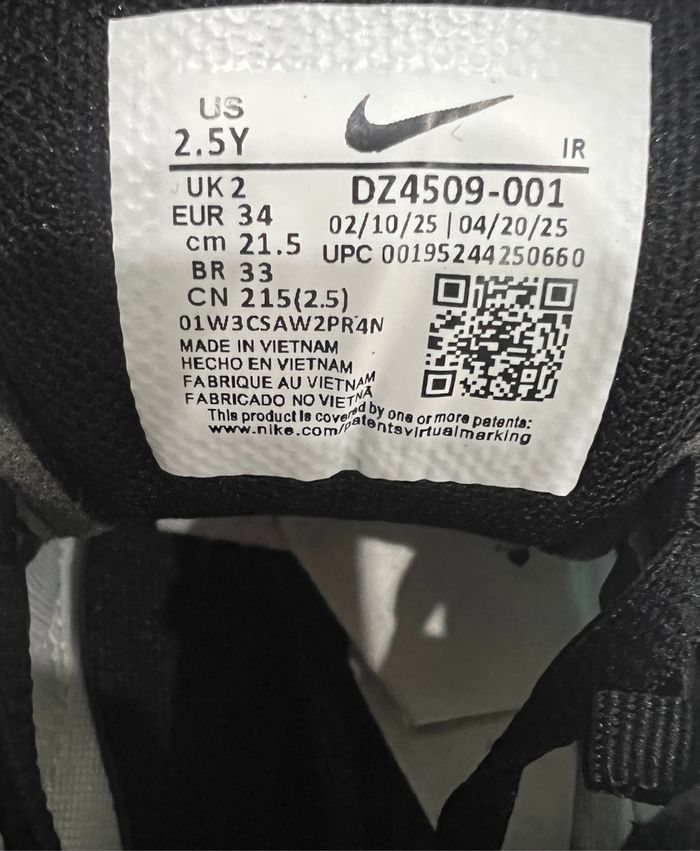 US
2.5Y
IR
UK 2
EUR 34
cm 21.5
BR 33
CN 215(2.5)
DZ4509-001
02/10/25 | 04/20/25
UPC 00195244250660
01W3CSAW2PR4N
MADE IN VIETNAM
HECHO EN VIETNAM
FABRIQUE AU VIETNAM
FABRICADO NO VIETNÃ
This product is covered by one or more patents:
www.nike.com/patentsvirtualmarking